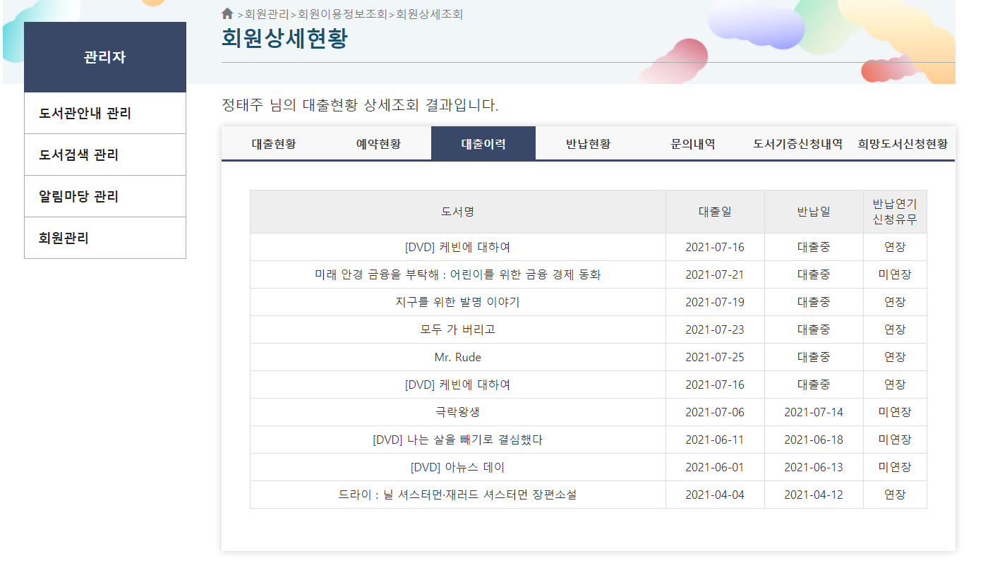 >회원관리>회원이용정보조회>회원상세조회
회원상세현황
관리자
도서관안내 관리
도서검색 관리
알림마당 관리
회원관리
정태주 님의 대출현황 상세조회 결과입니다.
대출현황 예약현황 대출이력 반납현황 문의내역 도서기증신청내역 희망도서신청현황
도서명 대출일 반납일 반납연기
신청유무
[DVD] 케빈에 대하여 2021-07-16 대출중 연장
미래 안경 금융을 부탁해 : 어린이를 위한 금융 경제 동화 2021-07-21 대출중 미연장
지구를 위한 발명 이야기 2021-07-19 대출중 연장
모두 가 버리고 2021-07-23 대출중 연장
Mr. Rude 2021-07-25 대출중 연장
[DVD] 케빈에 대하여 2021-07-16 대출중 연장
극락왕생 2021-07-06 2021-07-14 미연장
[DVD] 나는 살을 빼기로 결심했다 2021-06-11 2021-06-18 미연장
[DVD] 아뉴스 데이 2021-06-01 2021-06-13 미연장
드라이 : 닐 셔스터먼·재러드 셔스터먼 장편소설 2021-04-04 2021-04-12 연장